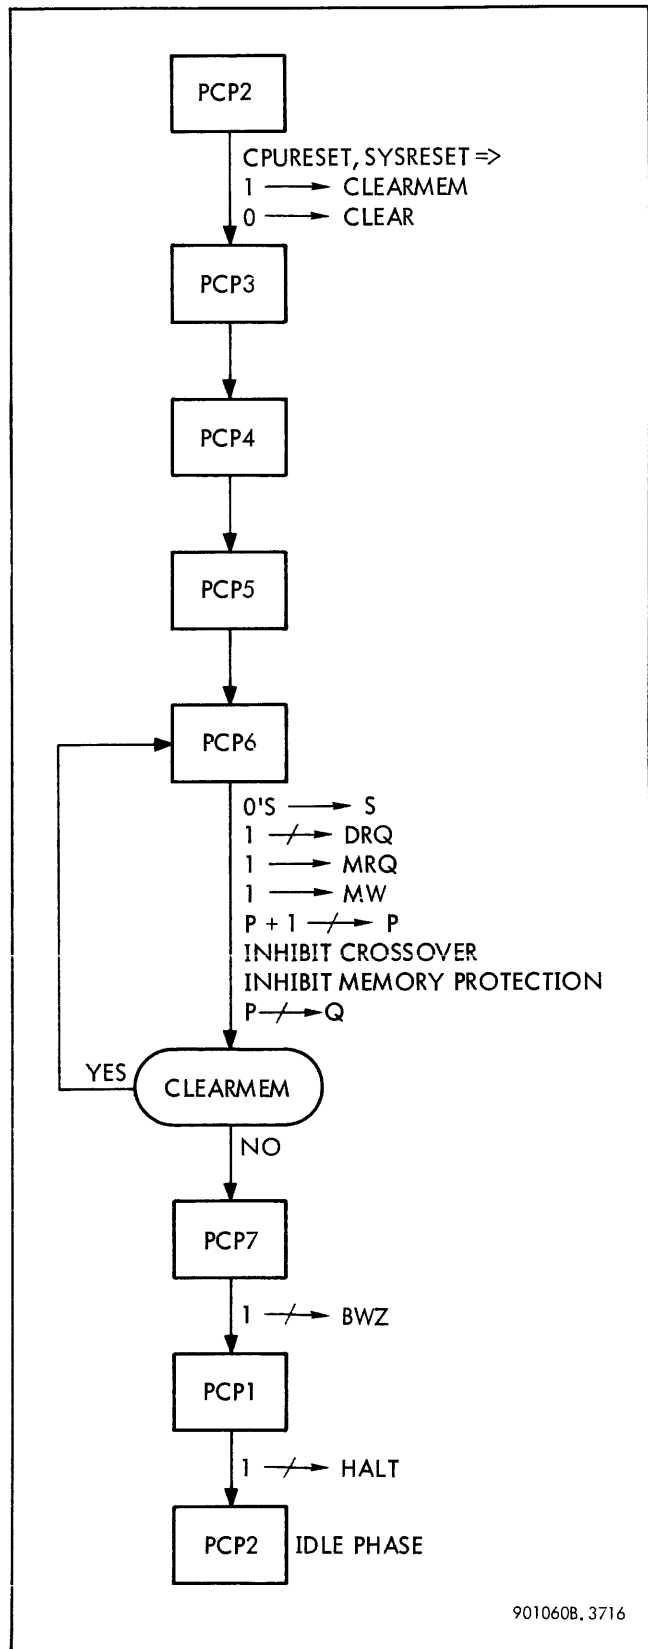 PCP2
CPURESET, SYSRESET =>
1 ⟶ CLEARMEM
0 ⟶ CLEAR
PCP3
PCP4
PCP5
PCP6
0'S ⟶ S
1 -/-> DRQ
1 ⟶ MRQ
1 ⟶ MW
P + 1 -/-> P
INHIBIT CROSSOVER
INHIBIT MEMORY PROTECTION
P -/-> Q
YES
CLEARMEM
NO
PCP7
1 -/-> BWZ
PCP1
1 -/-> HALT
PCP2 IDLE PHASE
901060B.3716